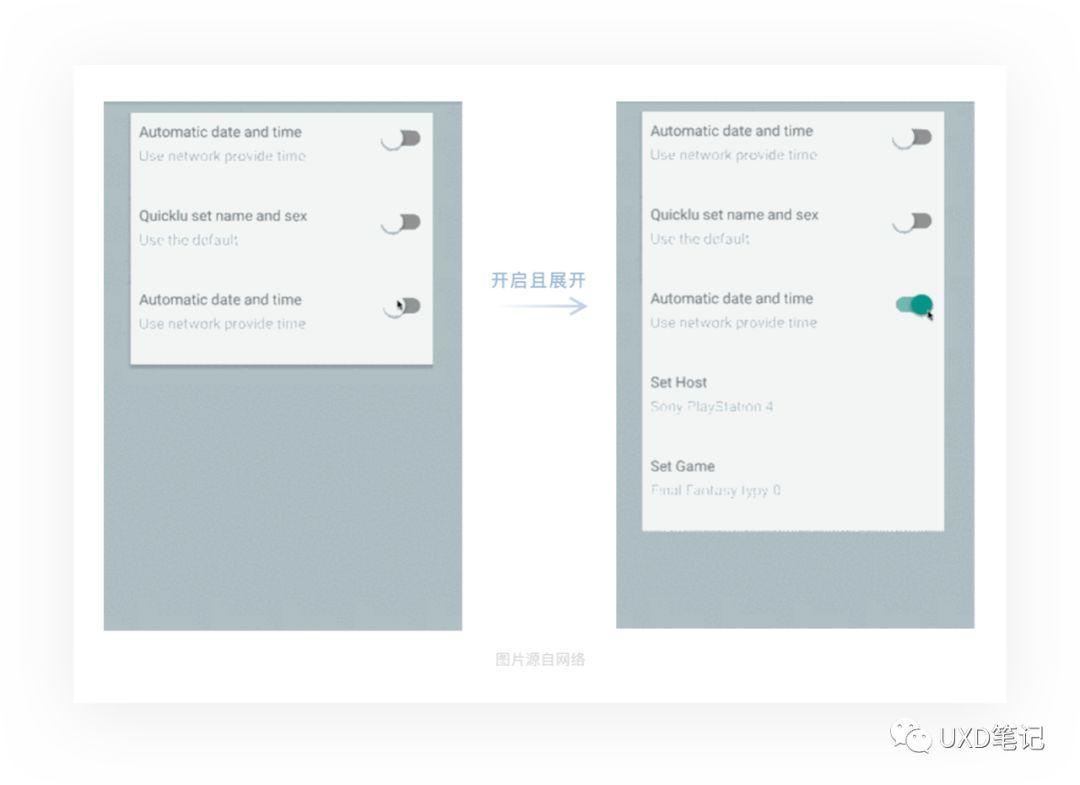 Automatic date and time
Use network provide time
Quicklu set name and sex
Use the default
Automatic date and time
Use network provide time
开启且展开
Automatic date and time
Use network provide time
Quicklu set name and sex
Use the default
Automatic date and time
Use network provide time
Set Host
Sony PlayStation 4
Set Game
Final Fantasy typy 0
图片源自网络
UXD笔记